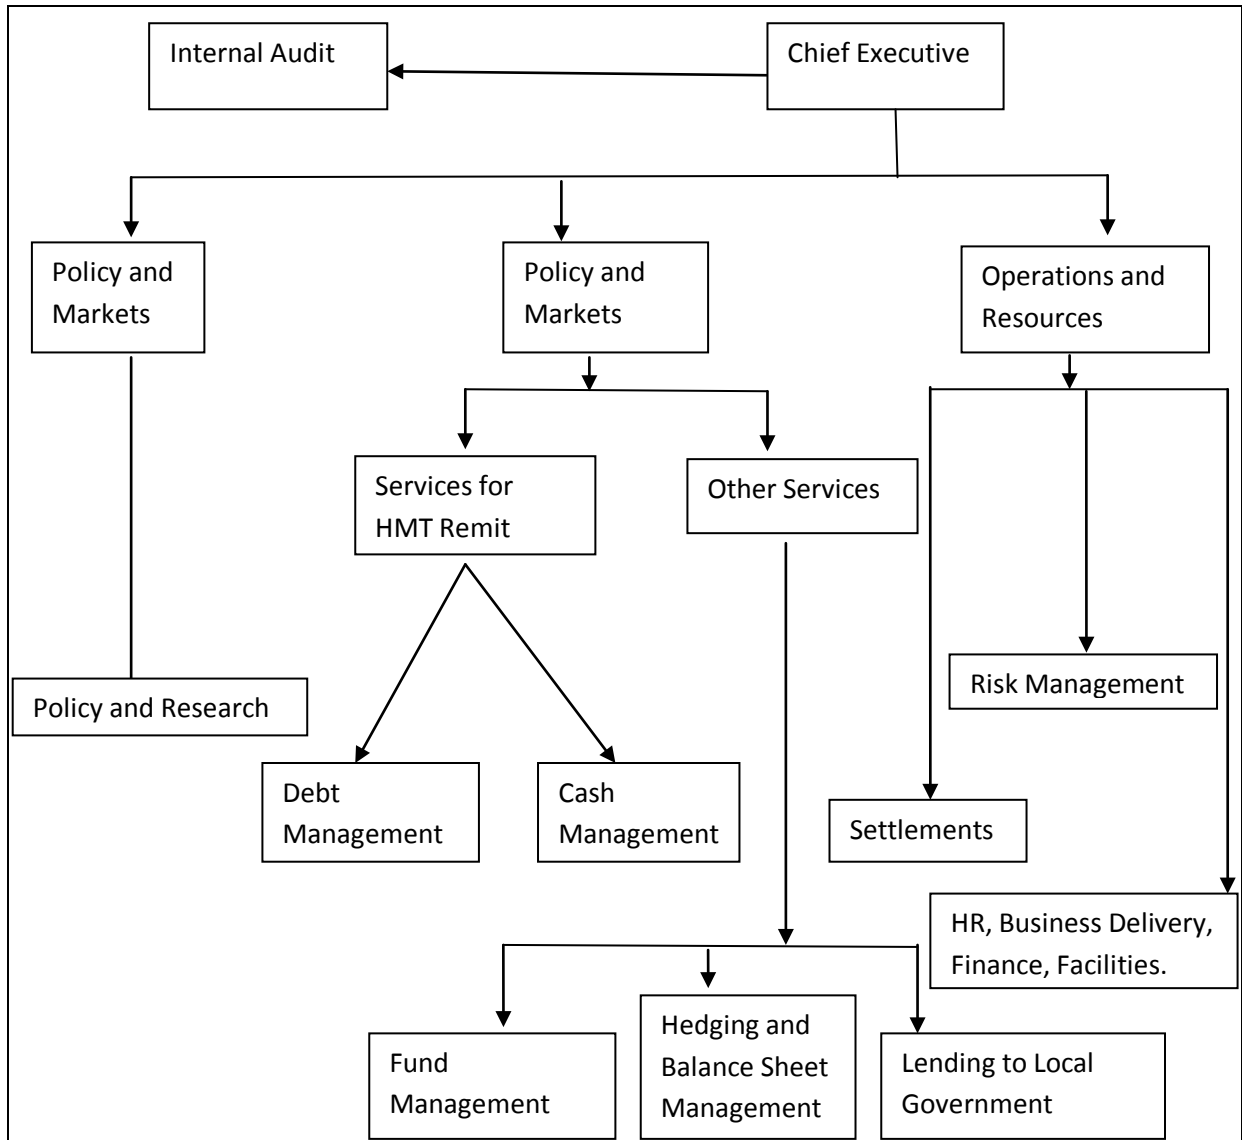 Internal Audit
Chief Executive
Policy and
Markets
Policy and
Markets
Operations and
Resources
Services for
HMT Remit
Other Services
Policy and Research
Risk Management
Debt
Management
Cash
Management
Settlements
HR, Business Delivery,
Finance, Facilities.
Fund
Management
Hedging and
Balance Sheet
Management
Lending to Local
Government